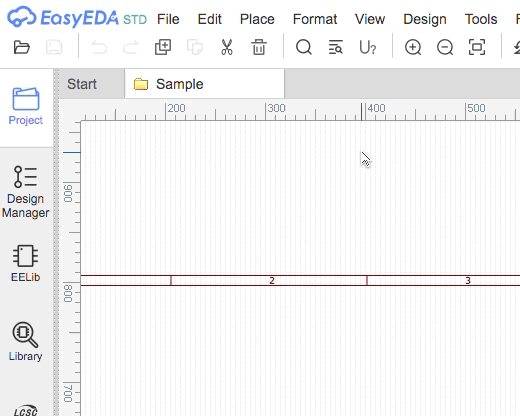 EasyEDA STD File Edit Place Format View Design Tools
U?
Start Sample
200 300 400 500
Project
Design
Manager
EELib
Library
LCSC
900
800
700
2 3